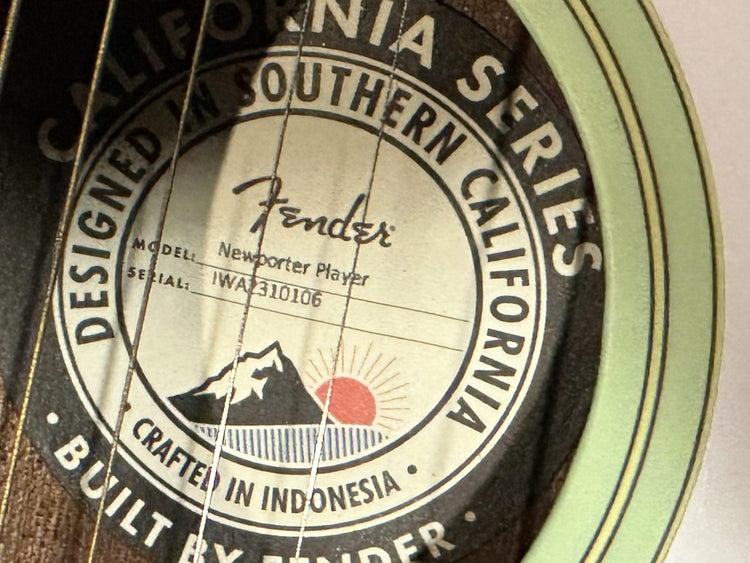 CALIFORNIA SERIES
DESIGNED IN SOUTHERN CALIFORNIA
Fender
MODEL: Newporter Player
SERIAL: IWA2310106
CRAFTED IN INDONESIA
BUILT BY FENDER